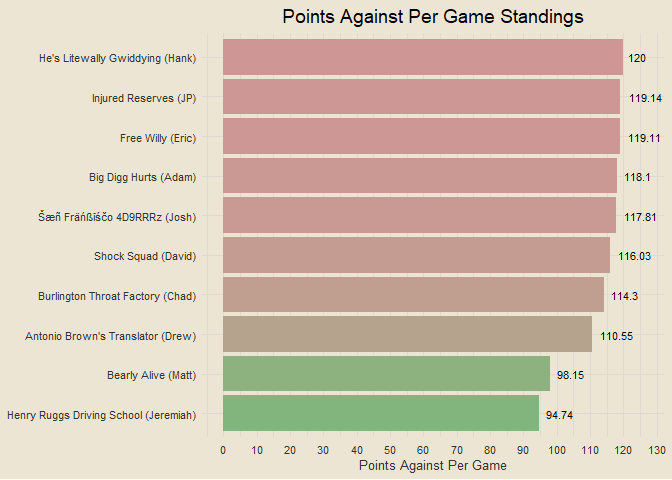 Points Against Per Game Standings
He's Litewally Gwiddying (Hank) 120
Injured Reserves (JP) 119.14
Free Willy (Eric) 119.11
Big Digg Hurts (Adam) 118.1
Šæñ Fráńßïśčo 4D9RRRz (Josh) 117.81
Shock Squad (David) 116.03
Burlington Throat Factory (Chad) 114.3
Antonio Brown's Translator (Drew) 110.55
Bearly Alive (Matt) 98.15
Henry Ruggs Driving School (Jeremiah) 94.74
0 10 20 30 40 50 60 70 80 90 100 110 120 130
Points Against Per Game